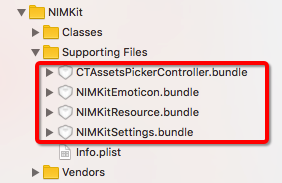 NIMKit
Classes
Supporting Files
CTAssetsPickerController.bundle
NIMKitEmoticon.bundle
NIMKitResource.bundle
NIMKitSettings.bundle
Info.plist
Vendors